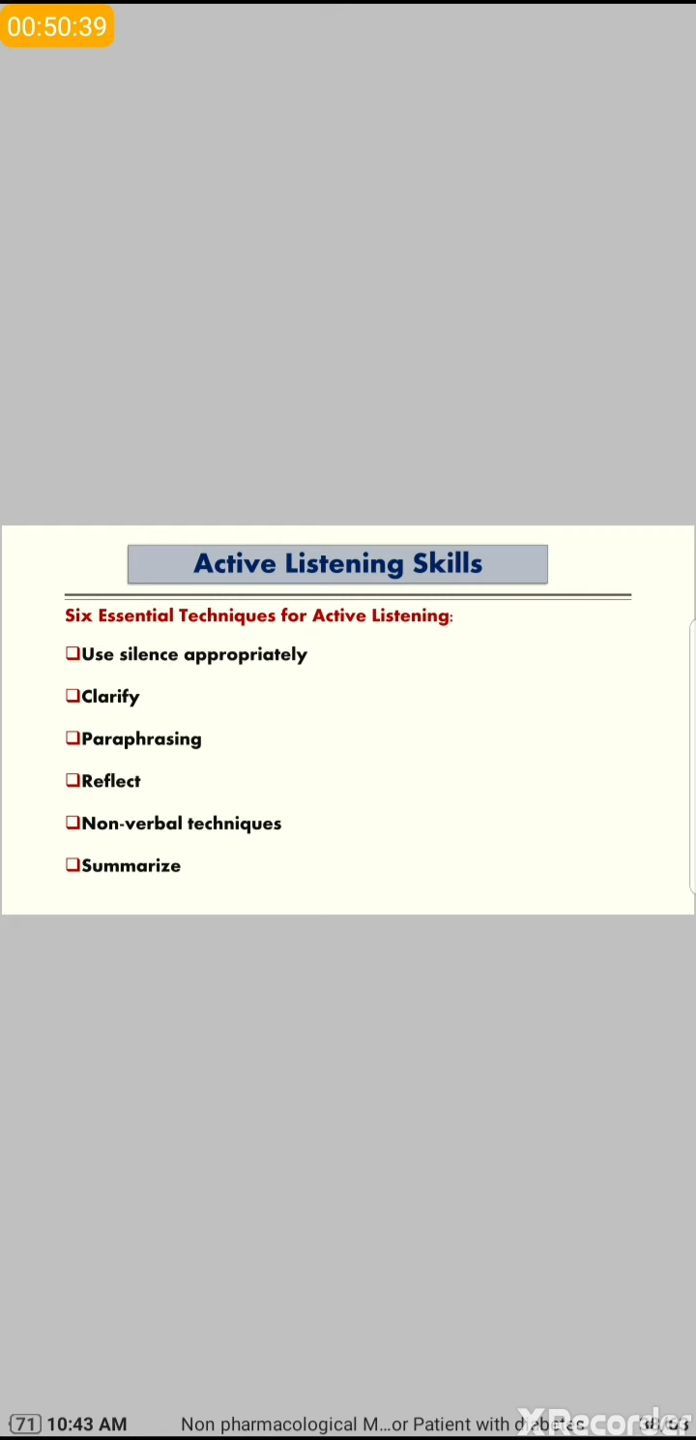 00:50:39
Active Listening Skills
Six Essential Techniques for Active Listening:
❑Use silence appropriately
❑Clarify
❑Paraphrasing
❑Reflect
❑Non-verbal techniques
❑Summarize
71 10:43 AM Non pharmacological M...or Patient with diabetes
XRecorder